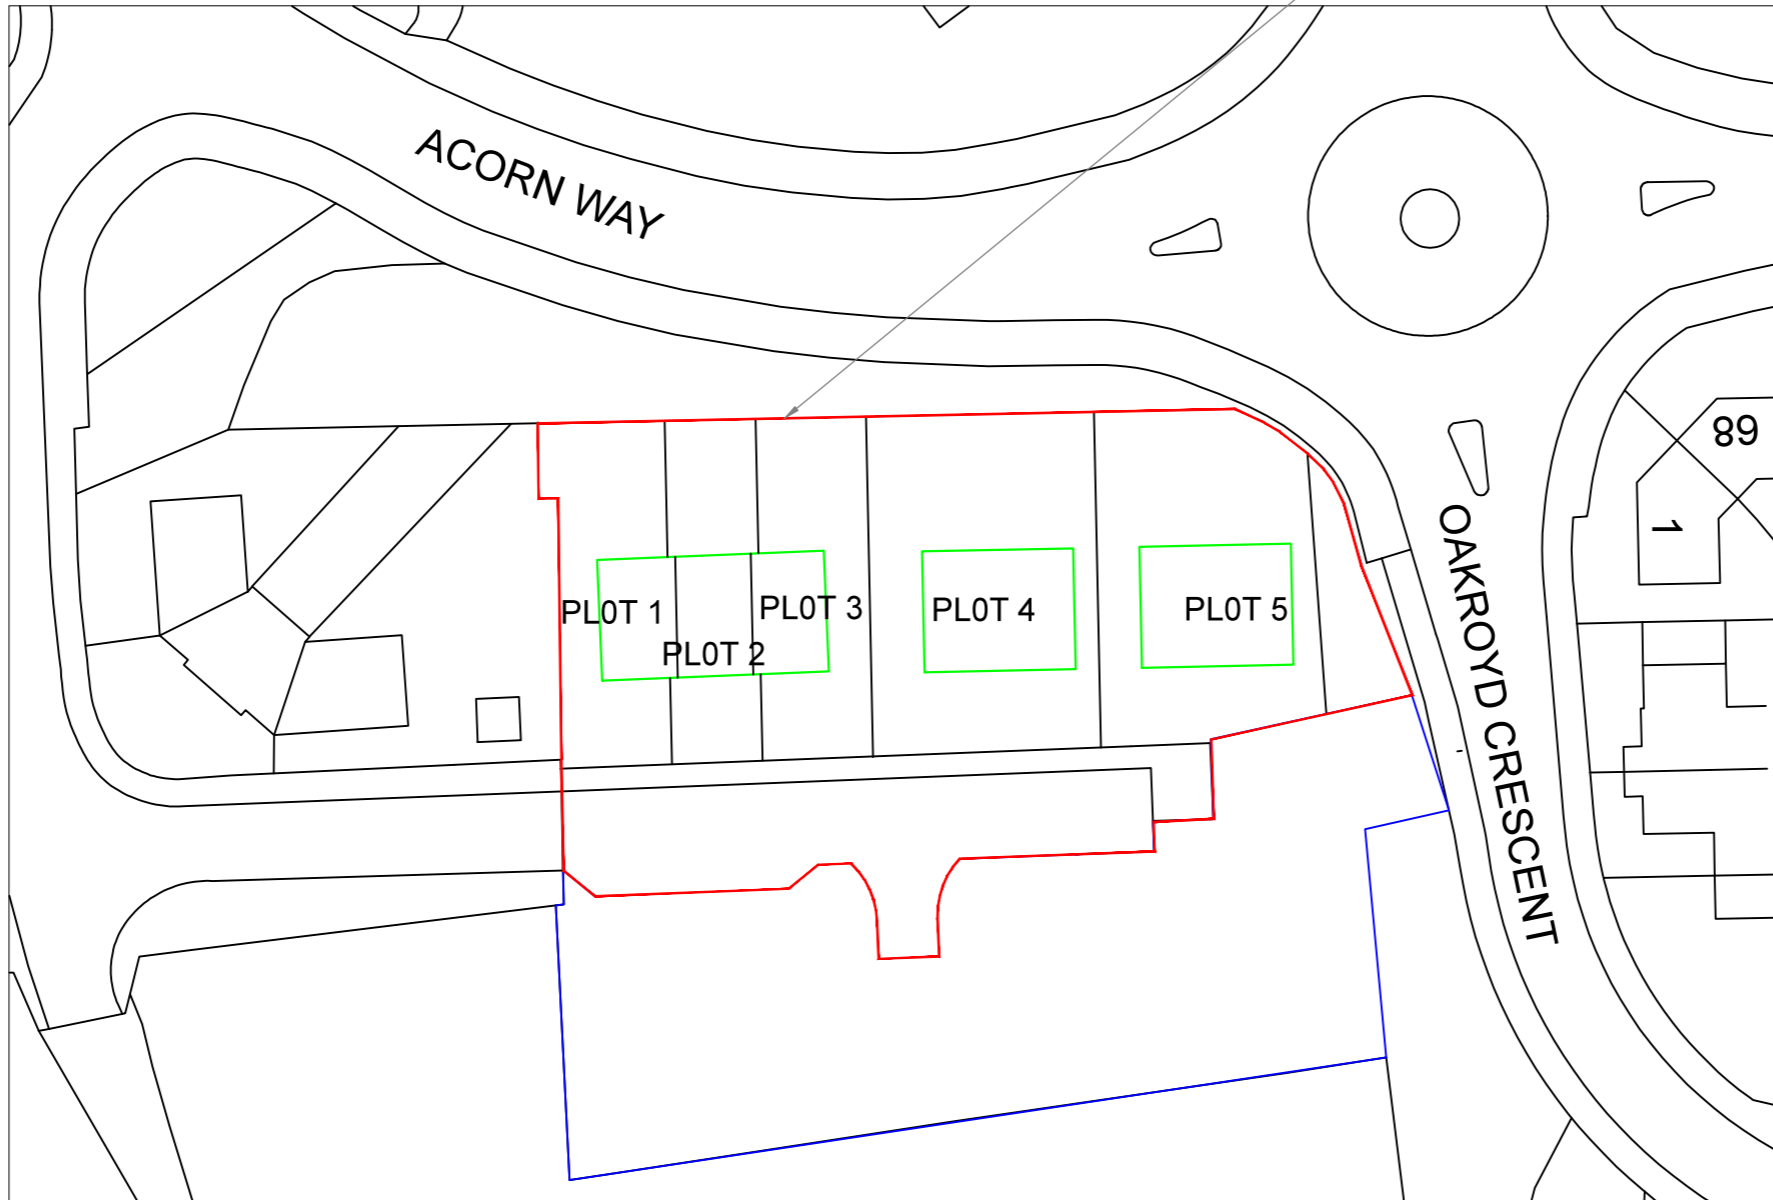 ACORN WAY
PL0T 1
PL0T 2
PL0T 3
PL0T 4
PL0T 5
OAKROYD CRESCENT
89
1